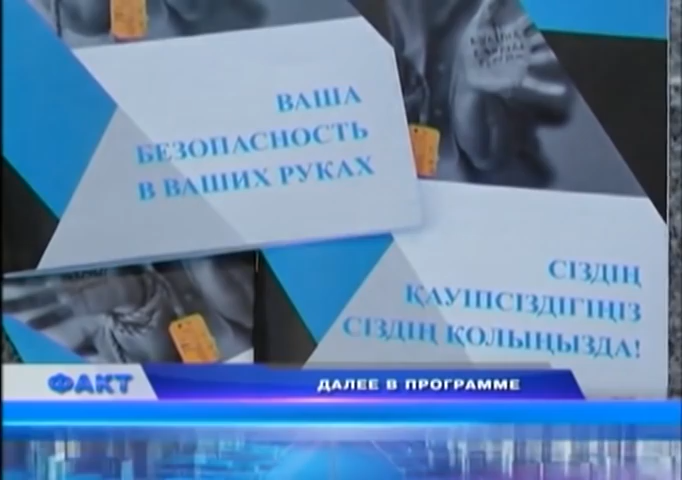 ВАША
БЕЗОПАСНОСТЬ
В ВАШИХ РУКАХ
СІЗДІҢ
ҚАУІПСІЗДІГІҢІЗ
СІЗДІҢ ҚОЛЫҢЫЗДА!
ФАКТ
ДАЛЕЕ В ПРОГРАММЕ